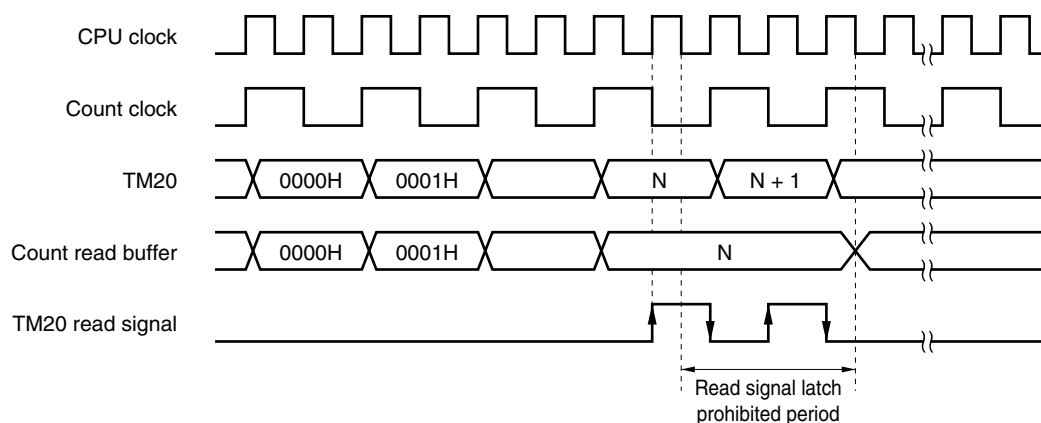 CPU clock
Count clock
TM20 0000H 0001H N N + 1
Count read buffer 0000H 0001H N
TM20 read signal
Read signal latch
prohibited period